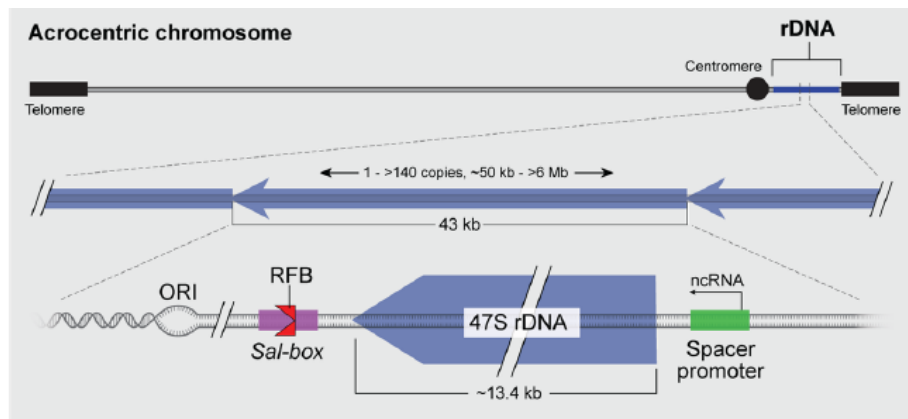 Acrocentric chromosome
rDNA
Centromere
Telomere
Telomere
1 - >140 copies, ~50 kb - >6 Mb
43 kb
ORI
RFB
Sal-box
47S rDNA
ncRNA
Spacer
promoter
~13.4 kb